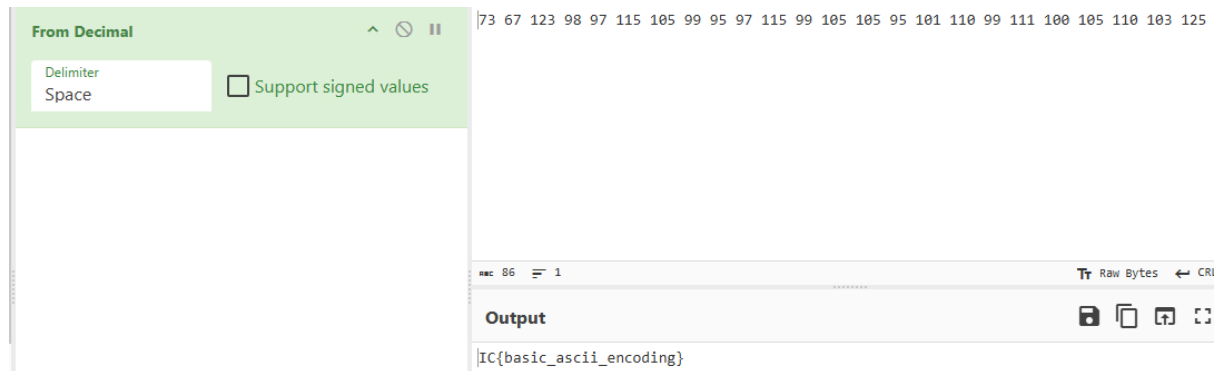 From Decimal
Delimiter
Space
Support signed values
73 67 123 98 97 115 105 99 95 97 115 99 105 105 95 101 110 99 111 100 105 110 103 125
ABC 86 1
Tт Raw Bytes
Output
IC{basic_ascii_encoding}